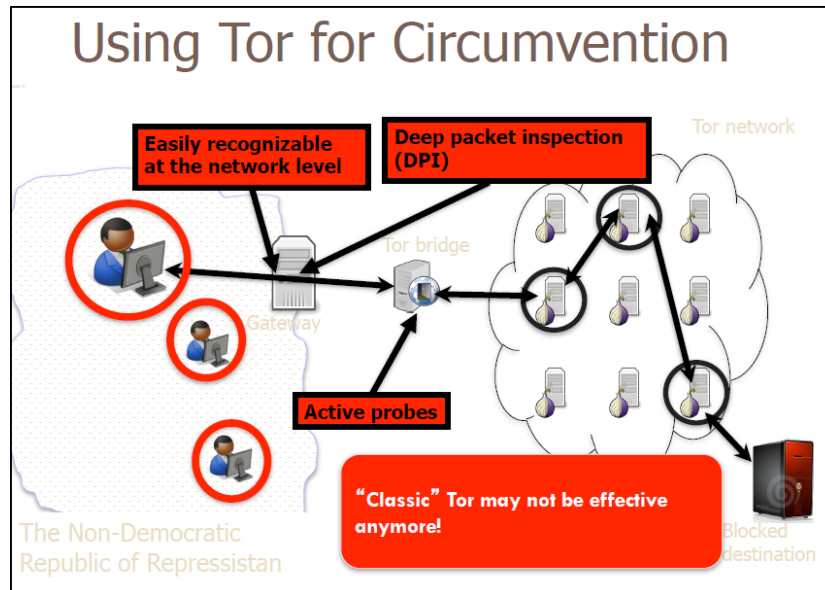 Using Tor for Circumvention
Easily recognizable
at the network level
Deep packet inspection
(DPI)
Tor network
Tor bridge
Gateway
Active probes
“Classic” Tor may not be effective
anymore!
The Non-Democratic
Republic of Repressistan
Blocked
destination